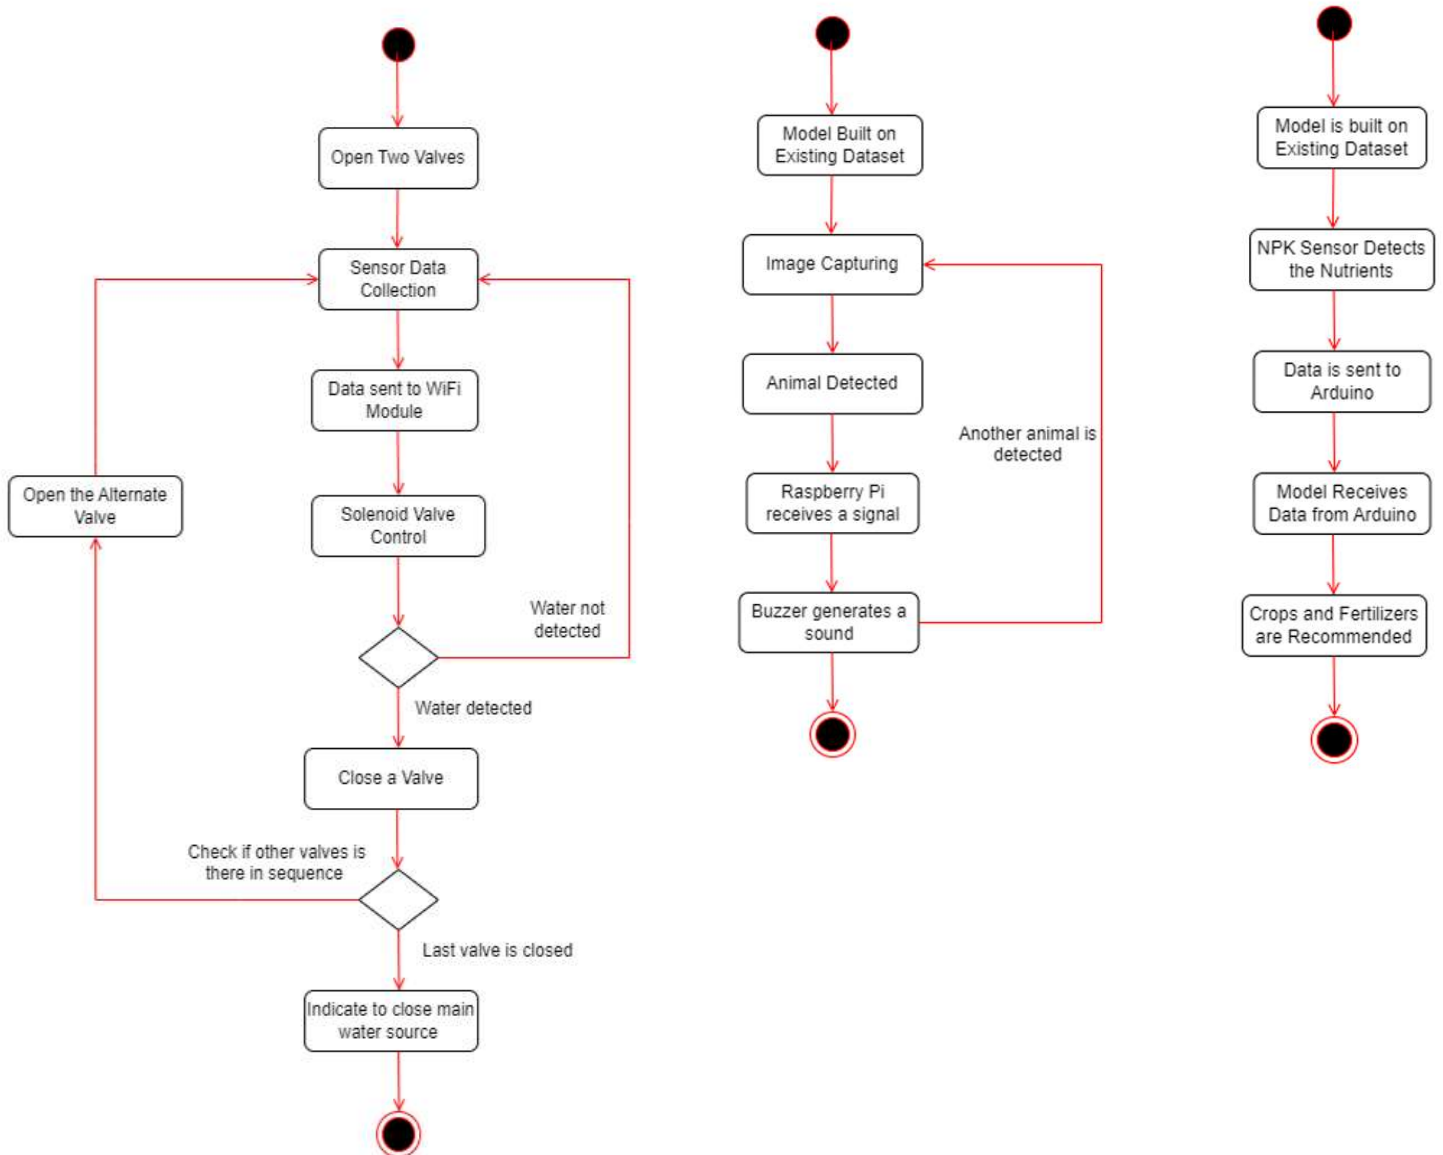 Open Two Valves
Sensor Data
Collection
Data sent to WiFi
Module
Open the Alternate
Valve
Solenoid Valve
Control
Water not
detected
Water detected
Close a Valve
Check if other valves is
there in sequence
Last valve is closed
Indicate to close main
water source
Model Built on
Existing Dataset
Image Capturing
Animal Detected
Another animal is
detected
Raspberry Pi
receives a signal
Buzzer generates a
sound
Model is built on
Existing Dataset
NPK Sensor Detects
the Nutrients
Data is sent to
Arduino
Model Receives
Data from Arduino
Crops and Fertilizers
are Recommended